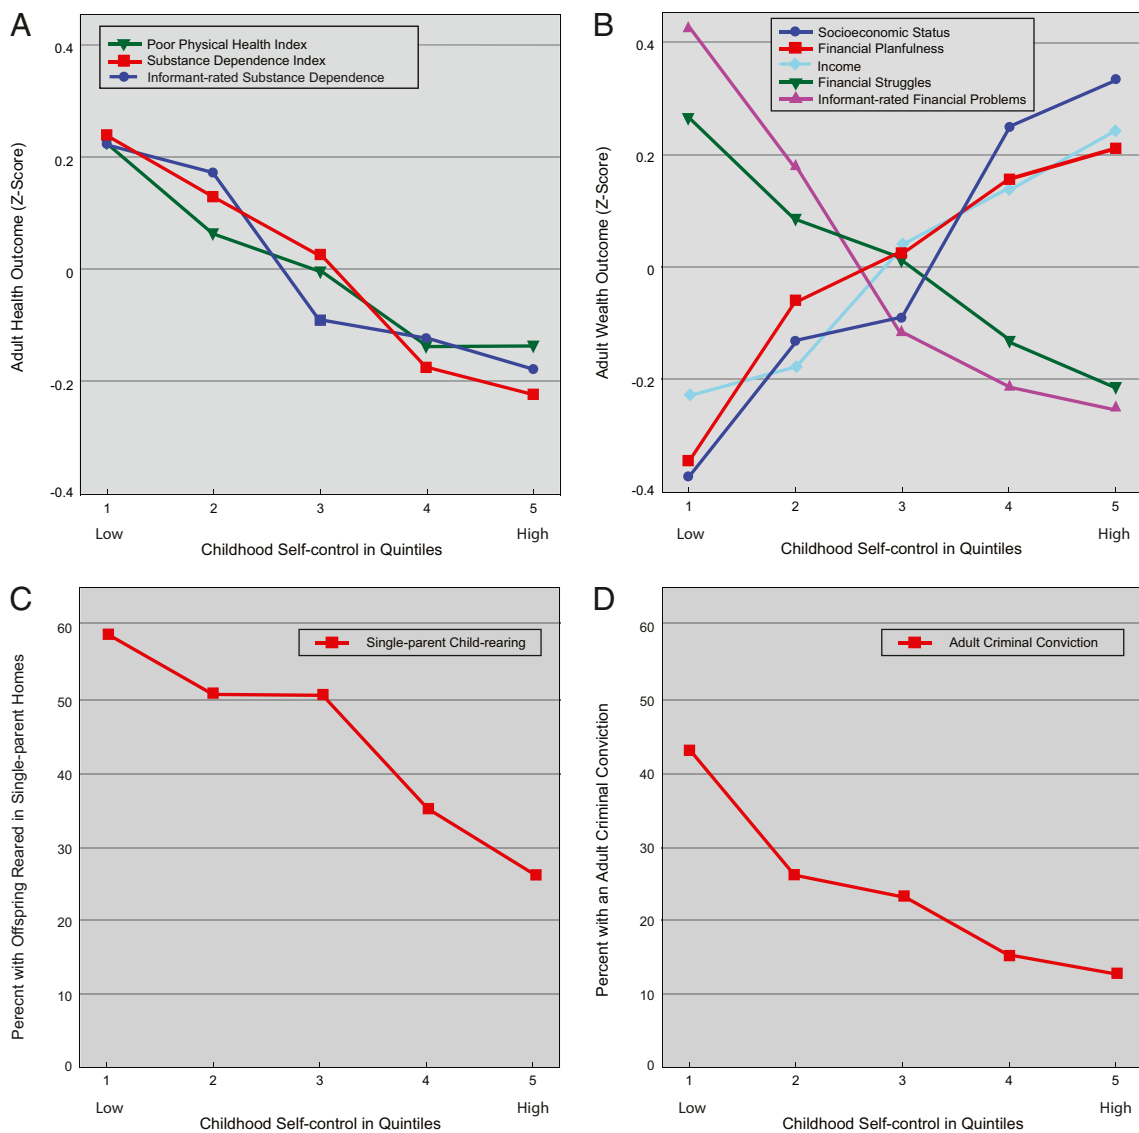 A
Poor Physical Health Index
Substance Dependence Index
Informant-rated Substance Dependence
Adult Health Outcome (Z-Score)
0.4
0.2
0
-0.2
-0.4
1 2 3 4 5
Low High
Childhood Self-control in Quintiles
B
Socioeconomic Status
Financial Planfulness
Income
Financial Struggles
Informant-rated Financial Problems
Adult Wealth Outcome (Z-Score)
0.4
0.2
0
-0.2
-0.4
1 2 3 4 5
Low High
Childhood Self-control in Quintiles
C
Single-parent Child-rearing
Perecnt with Offspring Reared in Single-parent Homes
60
50
40
30
20
10
0
1 2 3 4 5
Low High
Childhood Self-control in Quintiles
D
Adult Criminal Conviction
Percent with an Adult Criminal Conviction
60
50
40
30
20
10
0
1 2 3 4 5
Low High
Childhood Self-control in Quintiles